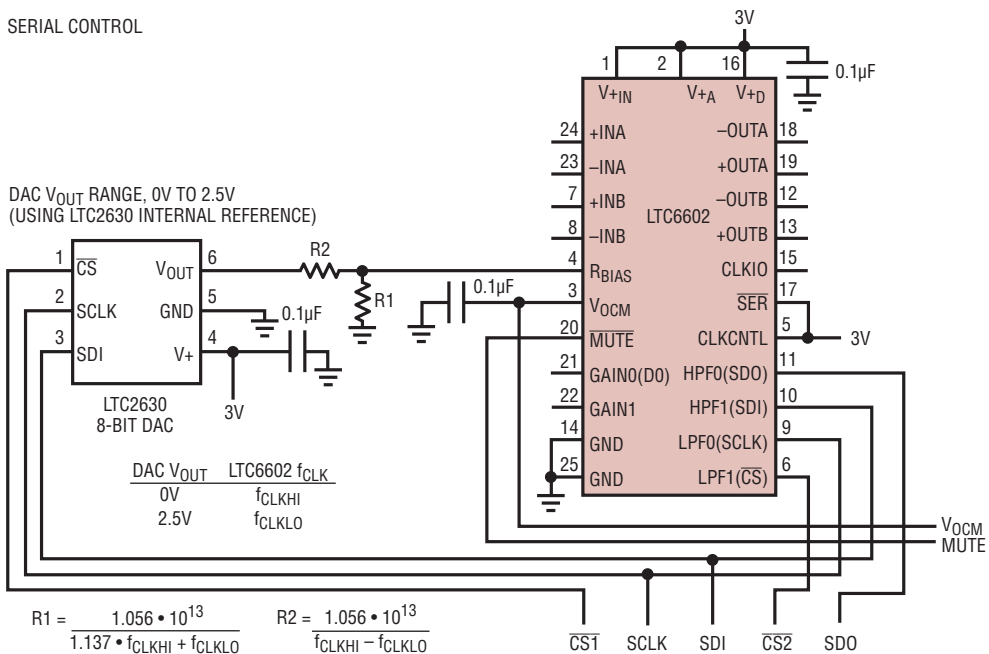 SERIAL CONTROL
3V
1 2 16
0.1µF
V+IN V+A V+D
24 +INA –OUTA 18
23 –INA +OUTA 19
7 +INB –OUTB 12
8 –INB +OUTB 13
LTC6602
4 RBIAS CLKIO 15
3 VOCM SER 17
20 MUTE CLKCNTL 5
3V
21 GAIN0(D0) HPF0(SDO) 11
22 GAIN1 HPF1(SDI) 10
14 GND LPF0(SCLK) 9
25 GND LPF1(CS) 6
DAC VOUT RANGE, 0V TO 2.5V
(USING LTC2630 INTERNAL REFERENCE)
1 CS VOUT 6
2 SCLK GND 5
3 SDI V+ 4
R2
R1
0.1µF
0.1µF
3V
LTC2630
8-BIT DAC
DAC VOUT LTC6602 fCLK
0V fCLKHI
2.5V fCLKLO
VOCM
MUTE
R1 = 1.056 • 10^13 / 1.137 • fCLKHI + fCLKLO
R2 = 1.056 • 10^13 / fCLKHI – fCLKLO
CS1 SCLK SDI CS2 SDO